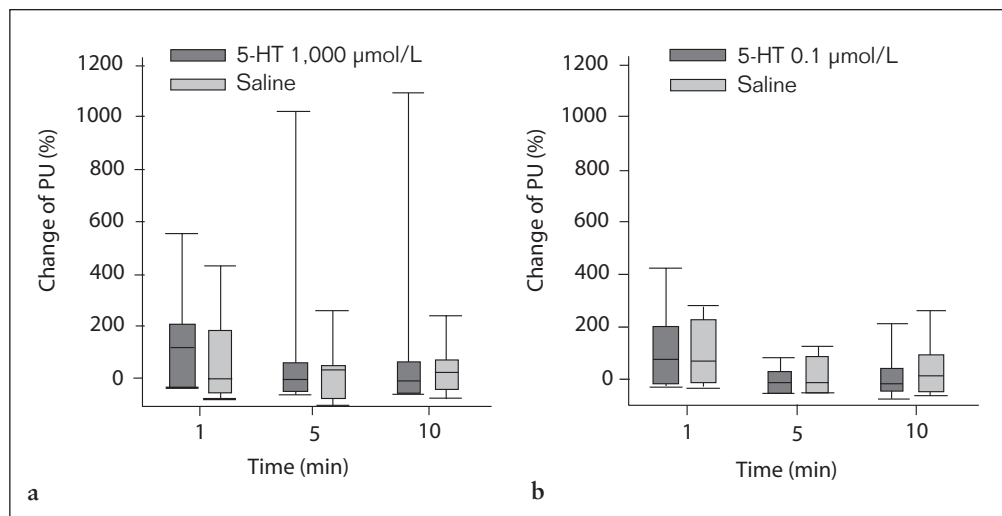 5-HT 1,000 µmol/L
Saline
1200
1000
800
600
400
200
0
Change of PU (%)
1 5 10
Time (min)
a
5-HT 0.1 µmol/L
Saline
1200
1000
800
600
400
200
0
Change of PU (%)
1 5 10
Time (min)
b